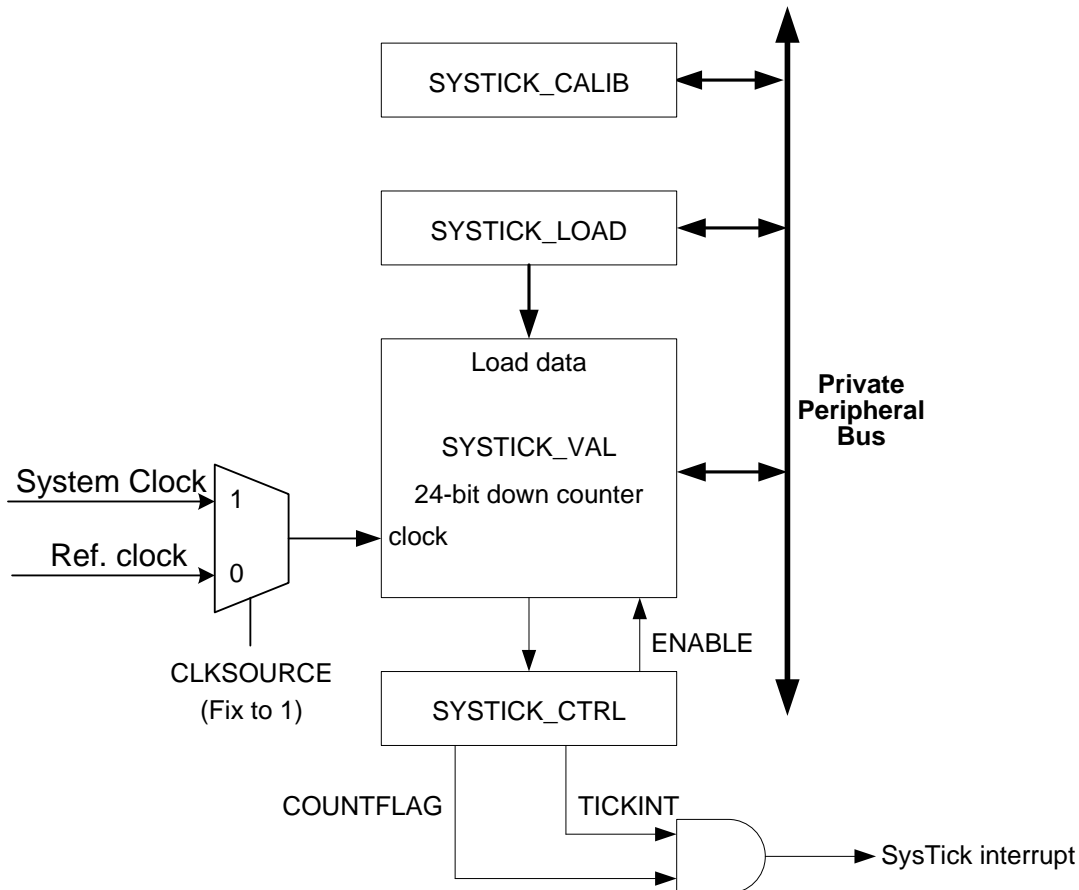 SYSTICK_CALIB
SYSTICK_LOAD
Load data
Private
Peripheral
Bus
SYSTICK_VAL
24-bit down counter
System Clock
1
clock
Ref. clock
0
ENABLE
CLKSOURCE
(Fix to 1)
SYSTICK_CTRL
COUNTFLAG
TICKINT
SysTick interrupt